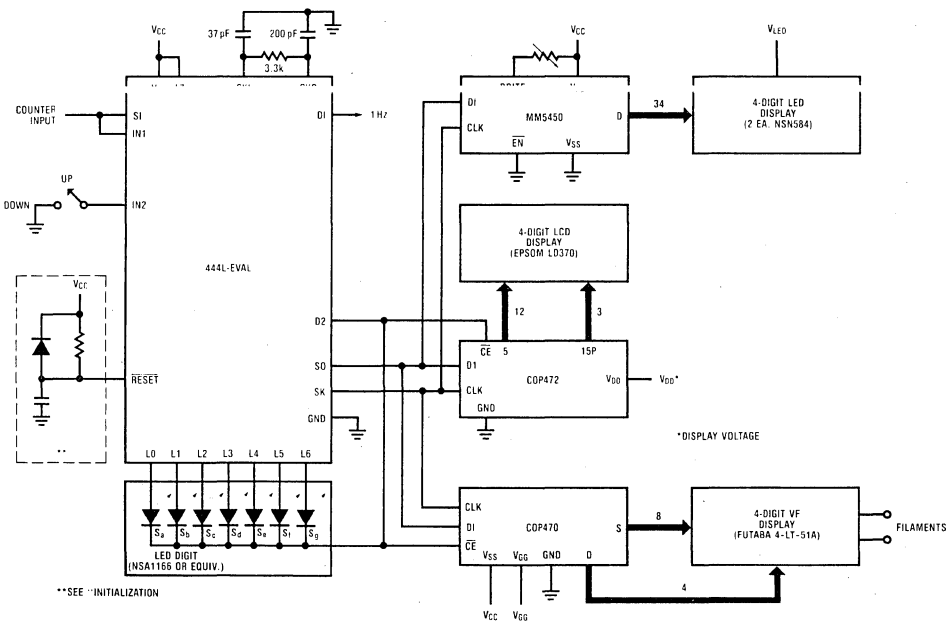 37 pF 200 pF
3.3k
VCC
VCC
VLED
COUNTER
INPUT
SI
IN1
DI
1 Hz
DI
CLK
MM5450
D
EN
VSS
34
4-DIGIT LED
DISPLAY
(2 EA. NSN584)
UP
DOWN
IN2
444L-EVAL
4-DIGIT LCD
DISPLAY
(EPSOM LD370)
12
3
VCC
RESET
**
D2
SO
SK
GND
CE
5
15P
D1
COP472
CLK
GND
VDD
VDD*
*DISPLAY VOLTAGE
L0 L1 L2 L3 L4 L5 L6
Sa Sb Sc Sd Se Sf Sg
LED DIGIT
(NSA1166 OR EQUIV.)
CLK
DI
CE
COP470
S
VSS
VGG
GND
D
VCC
VGG
8
4
4-DIGIT VF
DISPLAY
(FUTABA 4-LT-51A)
FILAMENTS
**SEE "INITIALIZATION